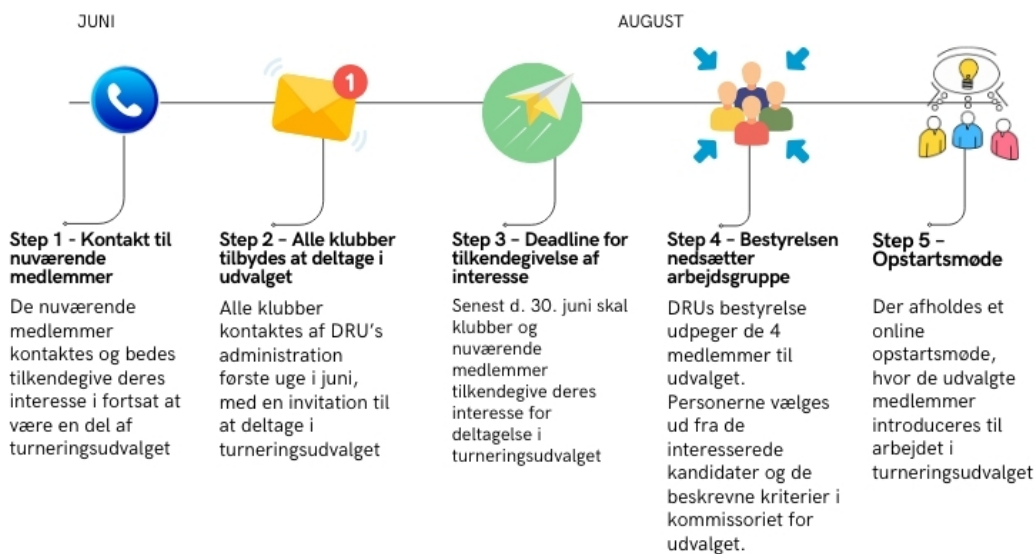 JUNI
AUGUST
1
Step 1 - Kontakt til
nuværende
medlemmer
De nuværende
medlemmer
kontaktes og bedes
tilkendegive deres
interesse i fortsat at
være en del af
turneringsudvalget
Step 2 – Alle klubber
tilbydes at deltage i
udvalget
Alle klubber
kontaktes af DRU's
administration
første uge i juni,
med en invitation til
at deltage i
turneringsudvalget
Step 3 – Deadline for
tilkendegivelse af
interesse
Senest d. 30. juni skal
klubber og
nuværende
medlemmer
tilkendegive deres
interesse for
deltagelse i
turneringsudvalget
Step 4 – Bestyrelsen
nedsætter
arbejdsgruppe
DRUs bestyrelse
udpeger de 4
medlemmer til
udvalget.
Personerne vælges
ud fra de
interesserede
kandidater og de
beskrevne kriterier i
kommissoriet for
udvalget.
Step 5 –
Opstartsmøde
Der afholdes et
online
opstartsmøde,
hvor de udvalgte
medlemmer
introduceres til
arbejdet i
turneringsudvalget